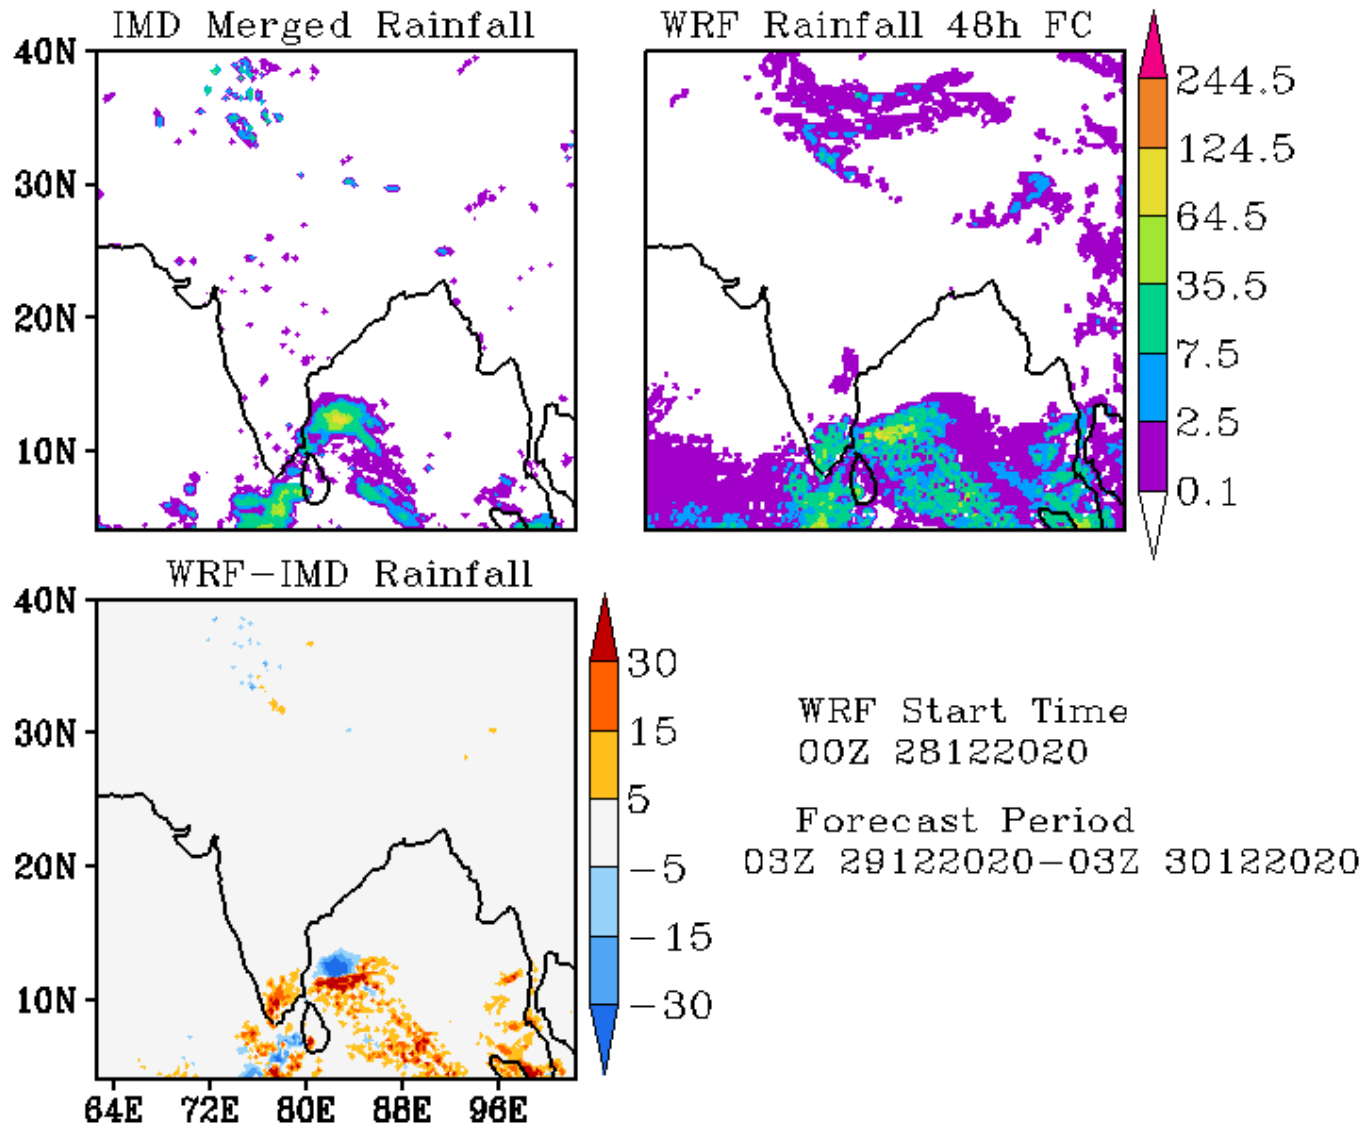 IMD Merged Rainfall
WRF Rainfall 48h FC
40N
30N
20N
10N
244.5
124.5
64.5
35.5
7.5
2.5
0.1
WRF-IMD Rainfall
40N
30N
20N
10N
64E 72E 80E 88E 96E
30
15
5
-5
-15
-30
WRF Start Time
00Z 28122020
Forecast Period
03Z 29122020-03Z 30122020